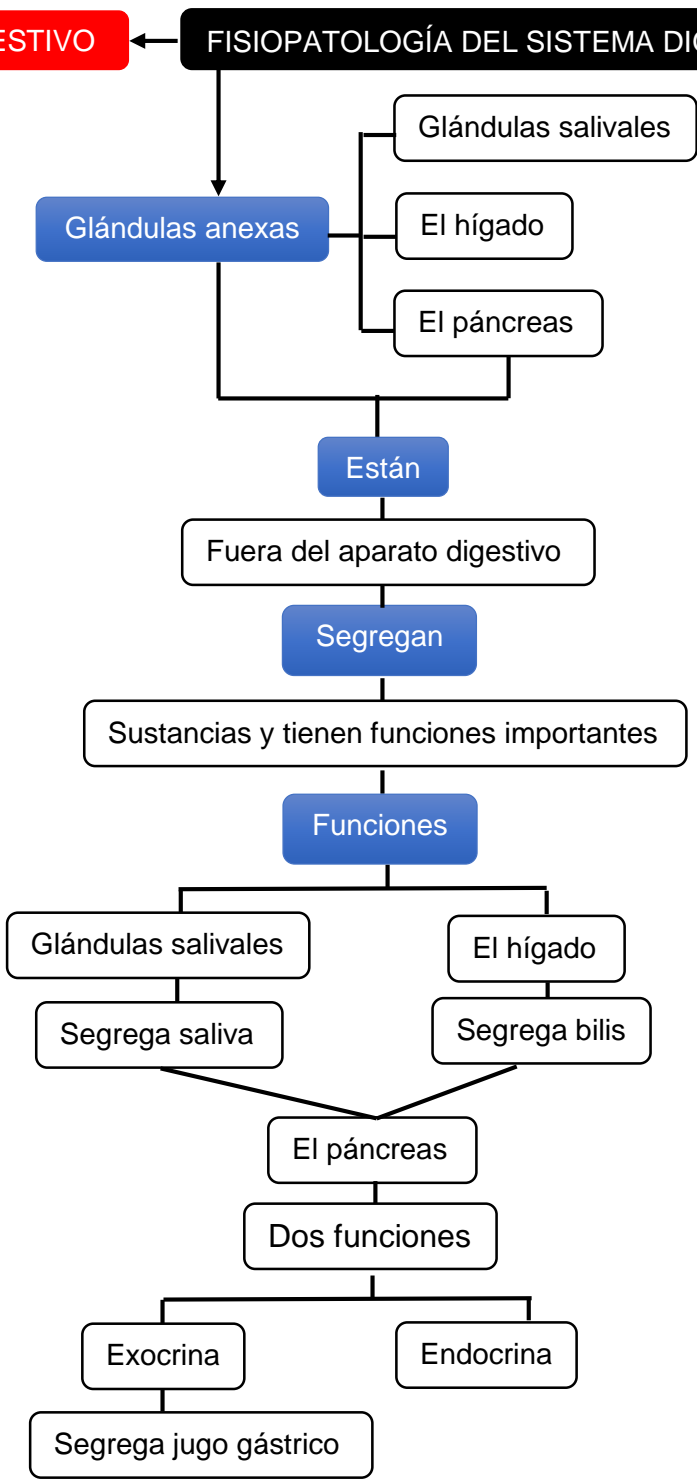 ESTIVO
FISIOPATOLOGÍA DEL SISTEMA DIG
Glándulas salivales
Glándulas anexas
El hígado
El páncreas
Están
Fuera del aparato digestivo
Segregan
Sustancias y tienen funciones importantes
Funciones
Glándulas salivales
El hígado
Segrega saliva
Segrega bilis
El páncreas
Dos funciones
Exocrina
Endocrina
Segrega jugo gástrico